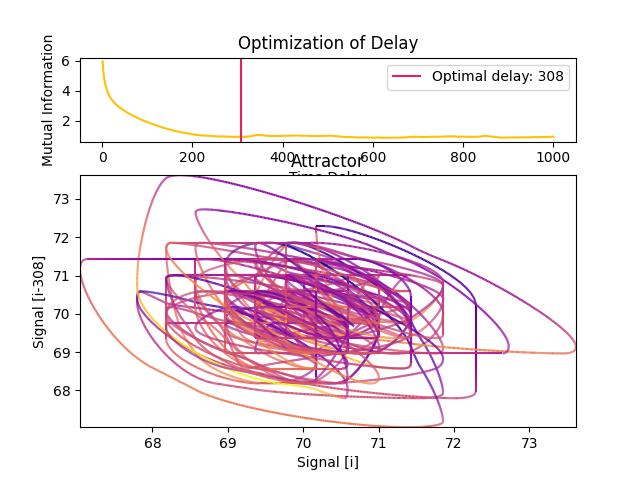 Optimization of Delay
Mutual Information
6
4
2
Optimal delay: 308
0 200 400 600 800 1000
Time Delay
Attractor
Signal [i-308]
73
72
71
70
69
68
68 69 70 71 72 73
Signal [i]